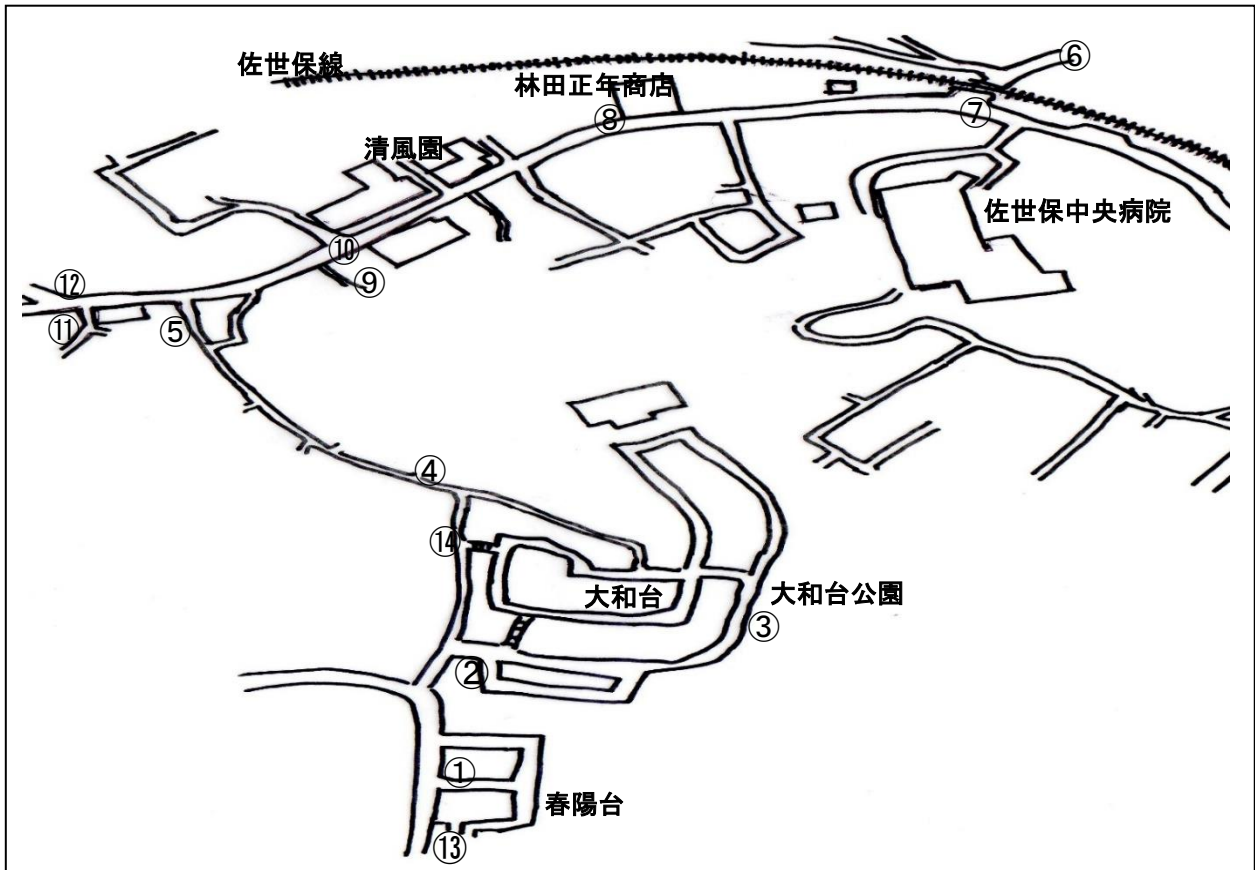 佐世保線
⑥
林田正年商店
⑧
⑦
清風園
佐世保中央病院
⑩
⑨
⑫
⑪
⑤
④
⑭
大和台
大和台公園
③
②
①
春陽台
⑬